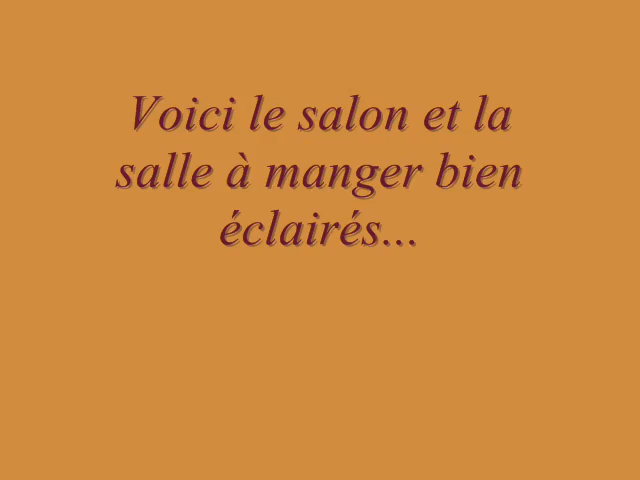 Voici le salon et la
salle à manger bien
éclairés...